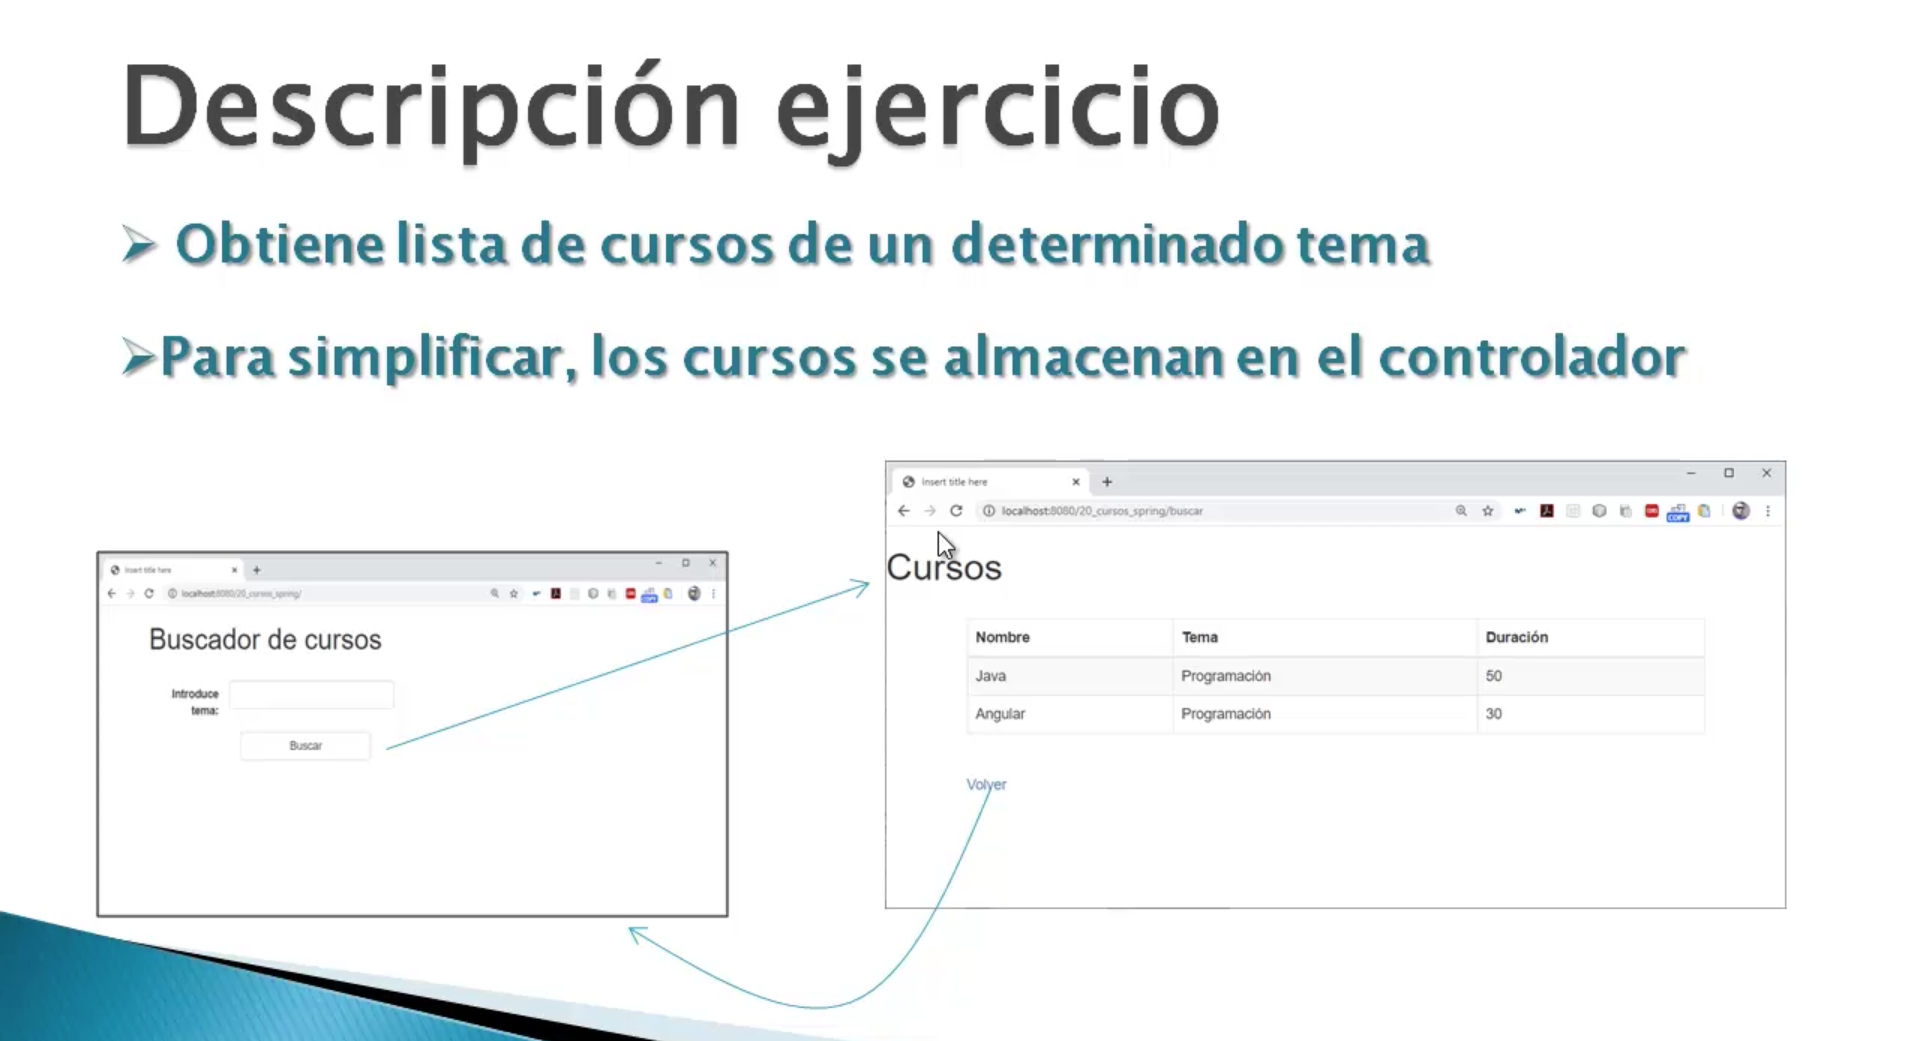 Descripción ejercicio
Obtiene lista de cursos de un determinado tema
Para simplificar, los cursos se almacenan en el controlador
Insert title here
localhost:8080/20_cursos_spring/
Buscador de cursos
Introduce
tema:
Buscar
Insert title here
localhost:8080/20_cursos_spring/buscar
COPY
Cursos
Nombre Tema Duración
Java Programación 50
Angular Programación 30
Volver